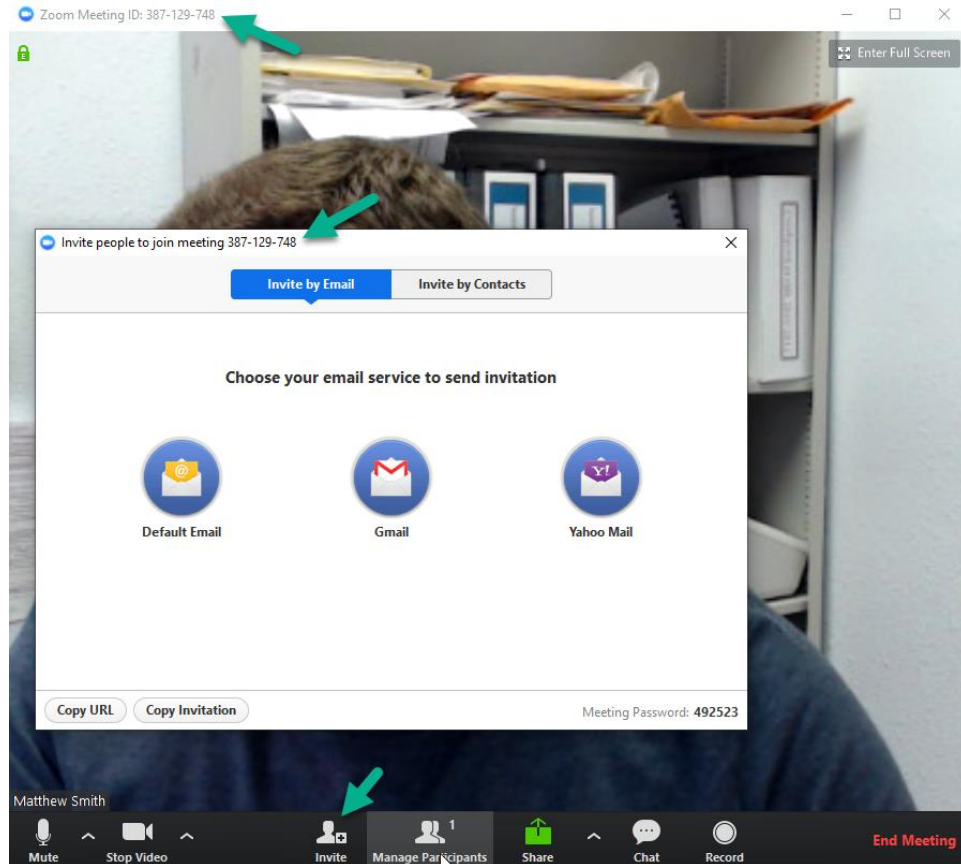 Zoom Meeting ID: 387-129-748
Enter Full Screen
Invite people to join meeting 387-129-748
Invite by Email Invite by Contacts
Choose your email service to send invitation
Default Email Gmail Yahoo Mail
Copy URL Copy Invitation Meeting Password: 492523
Matthew Smith
1
Mute Stop Video Invite Manage Participants Share Chat Record End Meeting